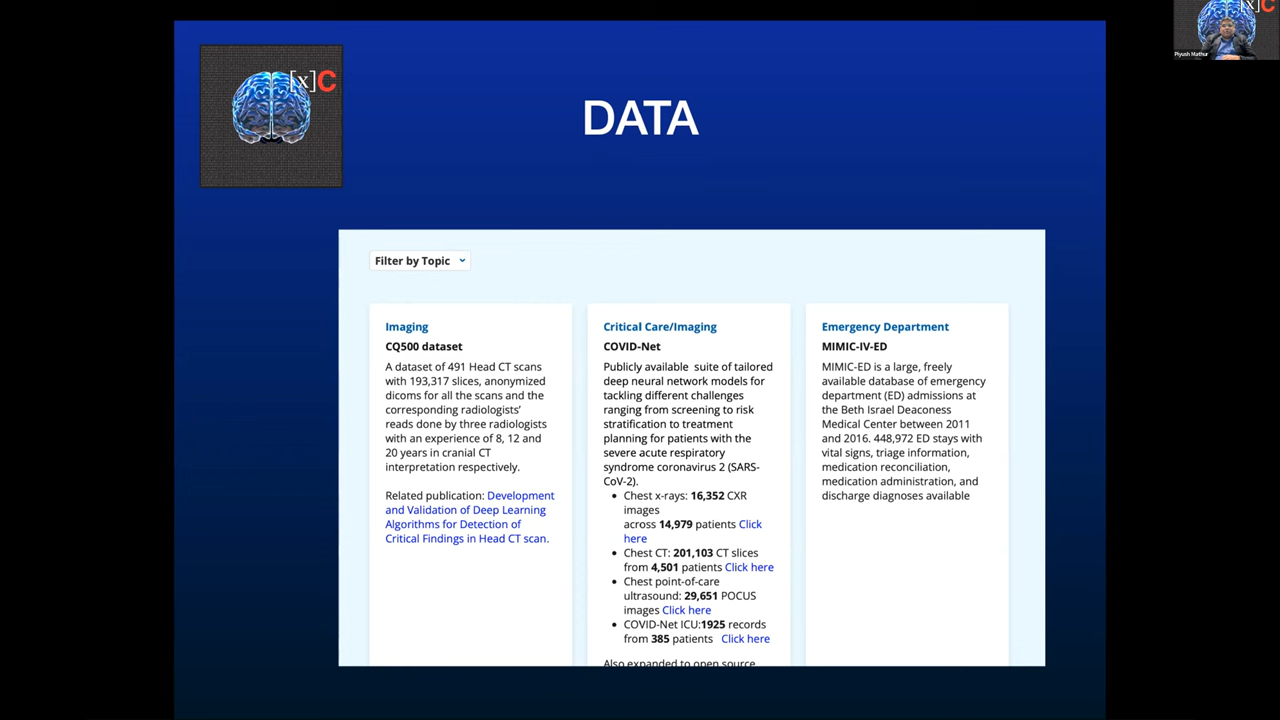 [x]C
Piyush Mathur
[x]C
DATA
Filter by Topic
Imaging
CQ500 dataset
A dataset of 491 Head CT scans
with 193,317 slices, anonymized
dicoms for all the scans and the
corresponding radiologists’
reads done by three radiologists
with an experience of 8, 12 and
20 years in cranial CT
interpretation respectively.
Related publication: Development
and Validation of Deep Learning
Algorithms for Detection of
Critical Findings in Head CT scan.
Critical Care/Imaging
COVID-Net
Publicly available suite of tailored
deep neural network models for
tackling different challenges
ranging from screening to risk
stratification to treatment
planning for patients with the
severe acute respiratory
syndrome coronavirus 2 (SARS-
CoV-2).
• Chest x-rays: 16,352 CXR
images
across 14,979 patients Click
here
• Chest CT: 201,103 CT slices
from 4,501 patients Click here
• Chest point-of-care
ultrasound: 29,651 POCUS
images Click here
• COVID-Net ICU:1925 records
from 385 patients Click here
Also expanded to open source
Emergency Department
MIMIC-IV-ED
MIMIC-ED is a large, freely
available database of emergency
department (ED) admissions at
the Beth Israel Deaconess
Medical Center between 2011
and 2016. 448,972 ED stays with
vital signs, triage information,
medication reconciliation,
medication administration, and
discharge diagnoses available